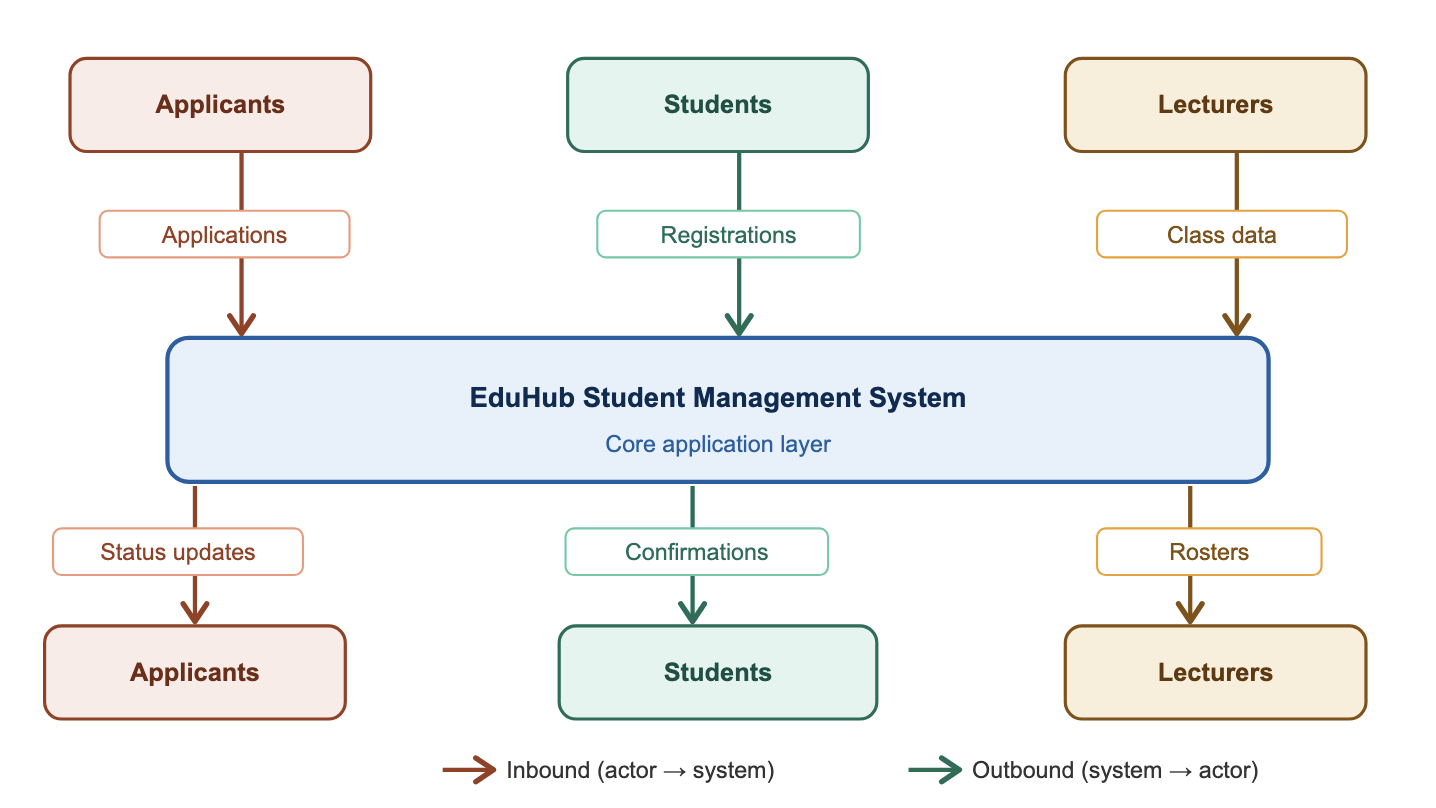 Applicants
Students
Lecturers
Applications
Registrations
Class data
EduHub Student Management System
Core application layer
Status updates
Confirmations
Rosters
Applicants
Students
Lecturers
Inbound (actor → system)
Outbound (system → actor)